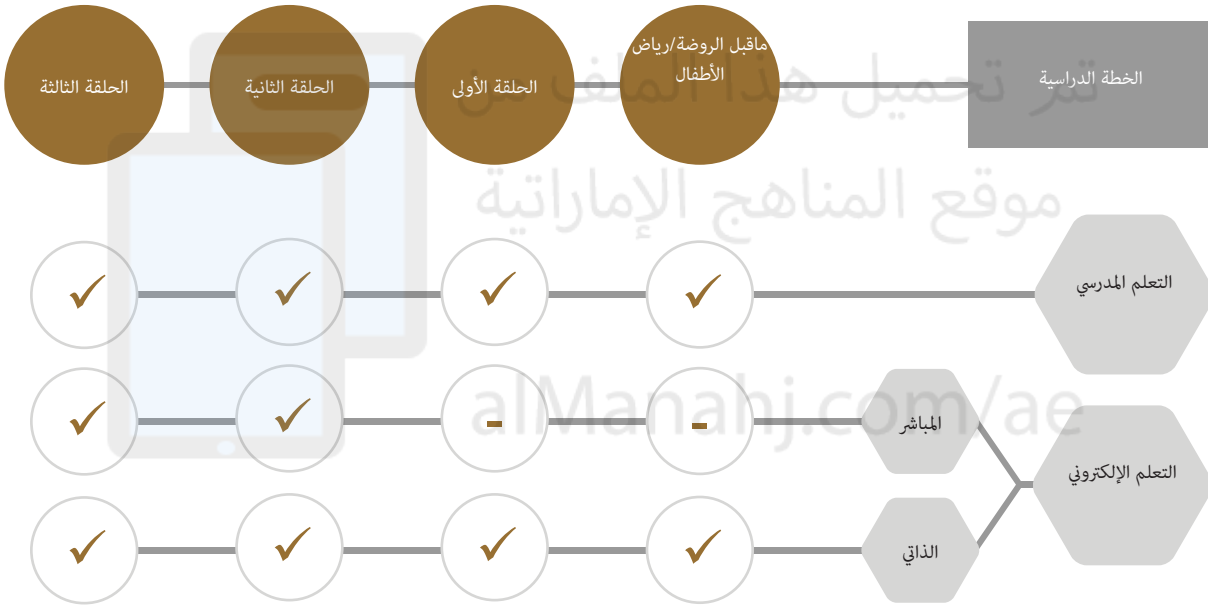 الخطة الدراسية
ماقبل الروضة/رياض
الأطفال
الحلقة الأولى
الحلقة الثانية
الحلقة الثالثة
تم تحميل هذا الملف من
موقع المناهج الإماراتية
alManahj.com/ae
التعلم المدرسي
✓ ✓ ✓ ✓
التعلم الإلكتروني
المباشر
- - ✓ ✓
الذاتي
✓ ✓ ✓ ✓